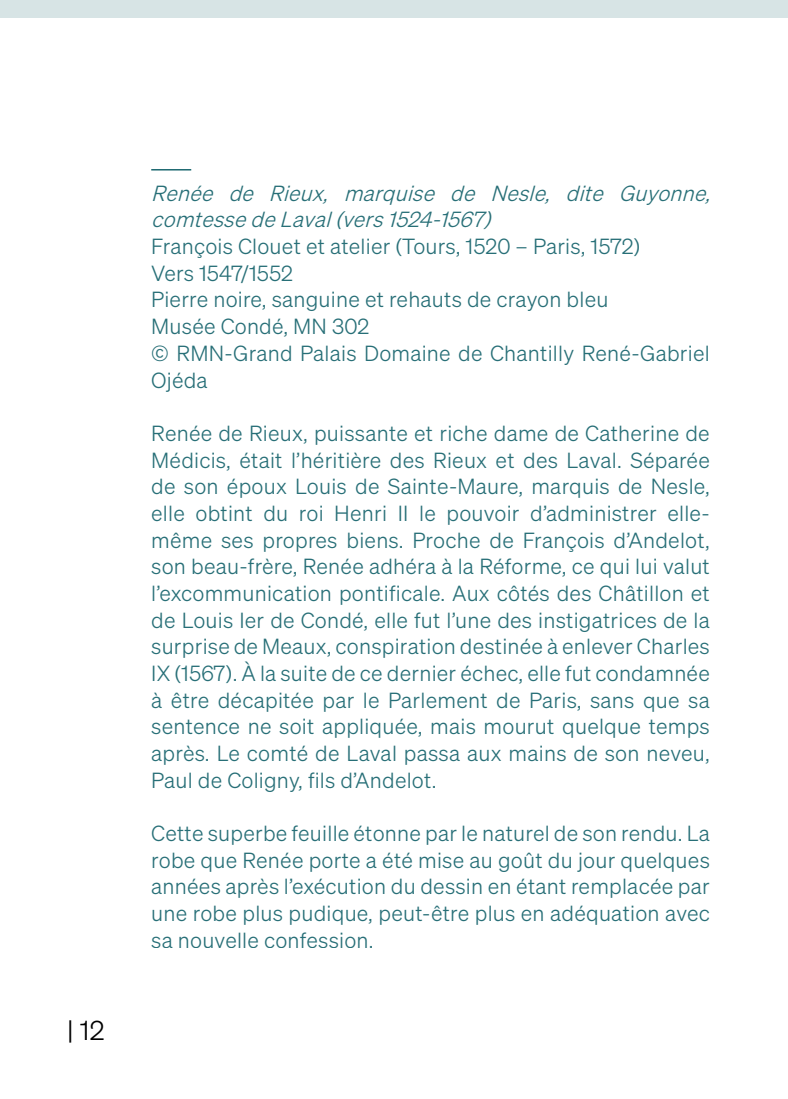 Renée de Rieux, marquise de Nesle, dite Guyonne,
comtesse de Laval (vers 1524-1567)
François Clouet et atelier (Tours, 1520 – Paris, 1572)
Vers 1547/1552
Pierre noire, sanguine et rehauts de crayon bleu
Musée Condé, MN 302
© RMN-Grand Palais Domaine de Chantilly René-Gabriel
Ojéda
Renée de Rieux, puissante et riche dame de Catherine de
Médicis, était l’héritière des Rieux et des Laval. Séparée
de son époux Louis de Sainte-Maure, marquis de Nesle,
elle obtint du roi Henri II le pouvoir d’administrer elle-
même ses propres biens. Proche de François d’Andelot,
son beau-frère, Renée adhéra à la Réforme, ce qui lui valut
l’excommunication pontificale. Aux côtés des Châtillon et
de Louis Ier de Condé, elle fut l’une des instigatrices de la
surprise de Meaux, conspiration destinée à enlever Charles
IX (1567). À la suite de ce dernier échec, elle fut condamnée
à être décapitée par le Parlement de Paris, sans que sa
sentence ne soit appliquée, mais mourut quelque temps
après. Le comté de Laval passa aux mains de son neveu,
Paul de Coligny, fils d’Andelot.
Cette superbe feuille étonne par le naturel de son rendu. La
robe que Renée porte a été mise au goût du jour quelques
années après l’exécution du dessin en étant remplacée par
une robe plus pudique, peut-être plus en adéquation avec
sa nouvelle confession.
| 12